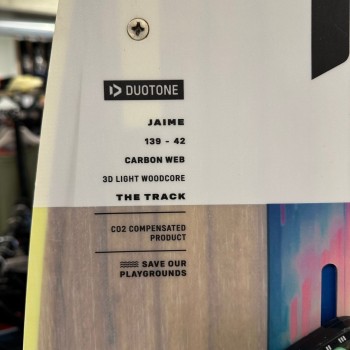 DUOTONE
JAIME
139 - 42
CARBON WEB
3D LIGHT WOODCORE
THE TRACK
CO2 COMPENSATED
PRODUCT
SAVE OUR
PLAYGROUNDS